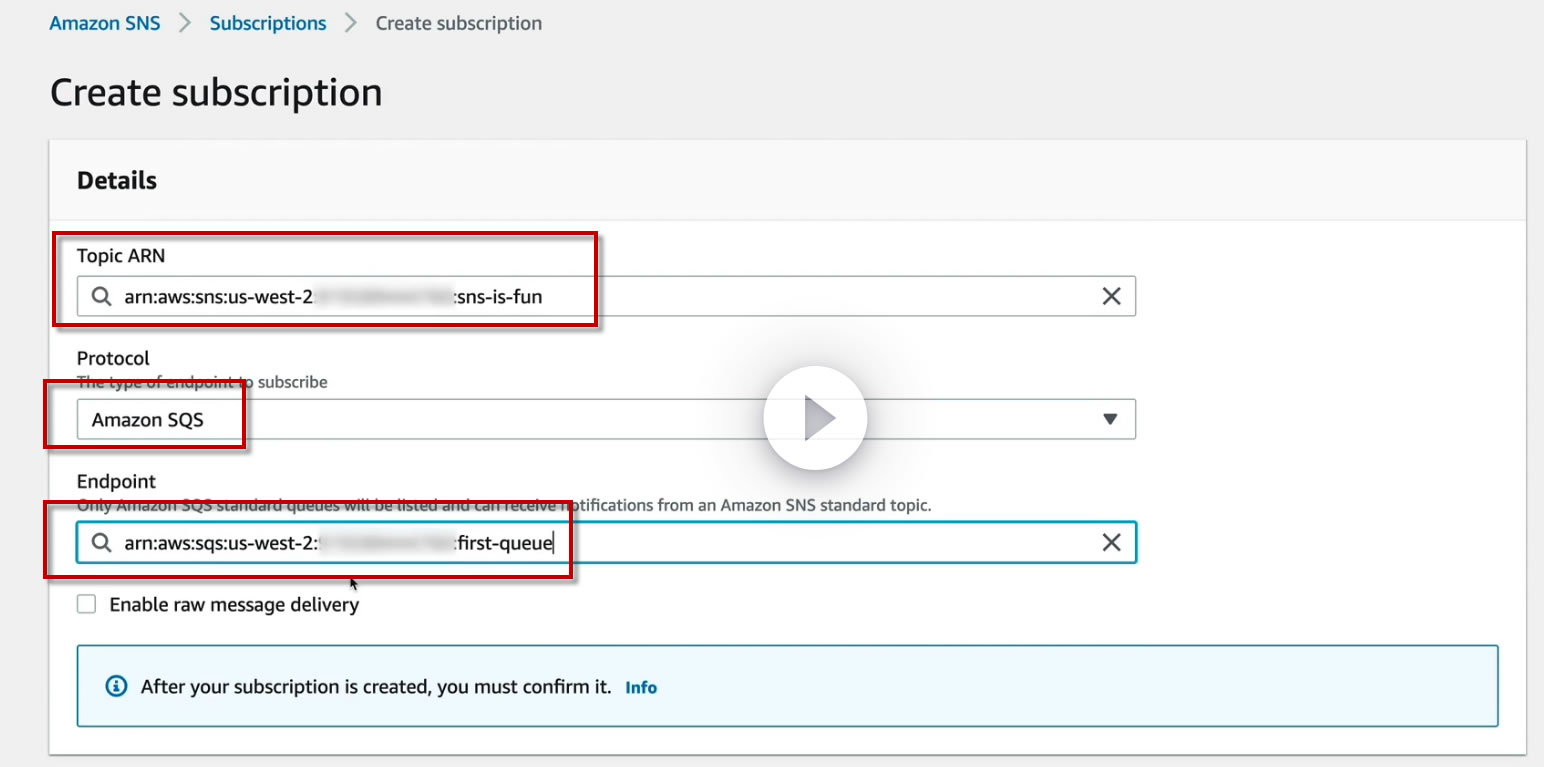 Amazon SNS > Subscriptions > Create subscription
Create subscription
Details
Topic ARN
arn:aws:sns:us-west-2 :sns-is-fun
Protocol
The type of endpoint to subscribe
Amazon SQS
Endpoint
Only Amazon SQS standard queues will be listed and can receive notifications from an Amazon SNS standard topic.
arn:aws:sqs:us-west-2: :first-queue
Enable raw message delivery
After your subscription is created, you must confirm it. Info